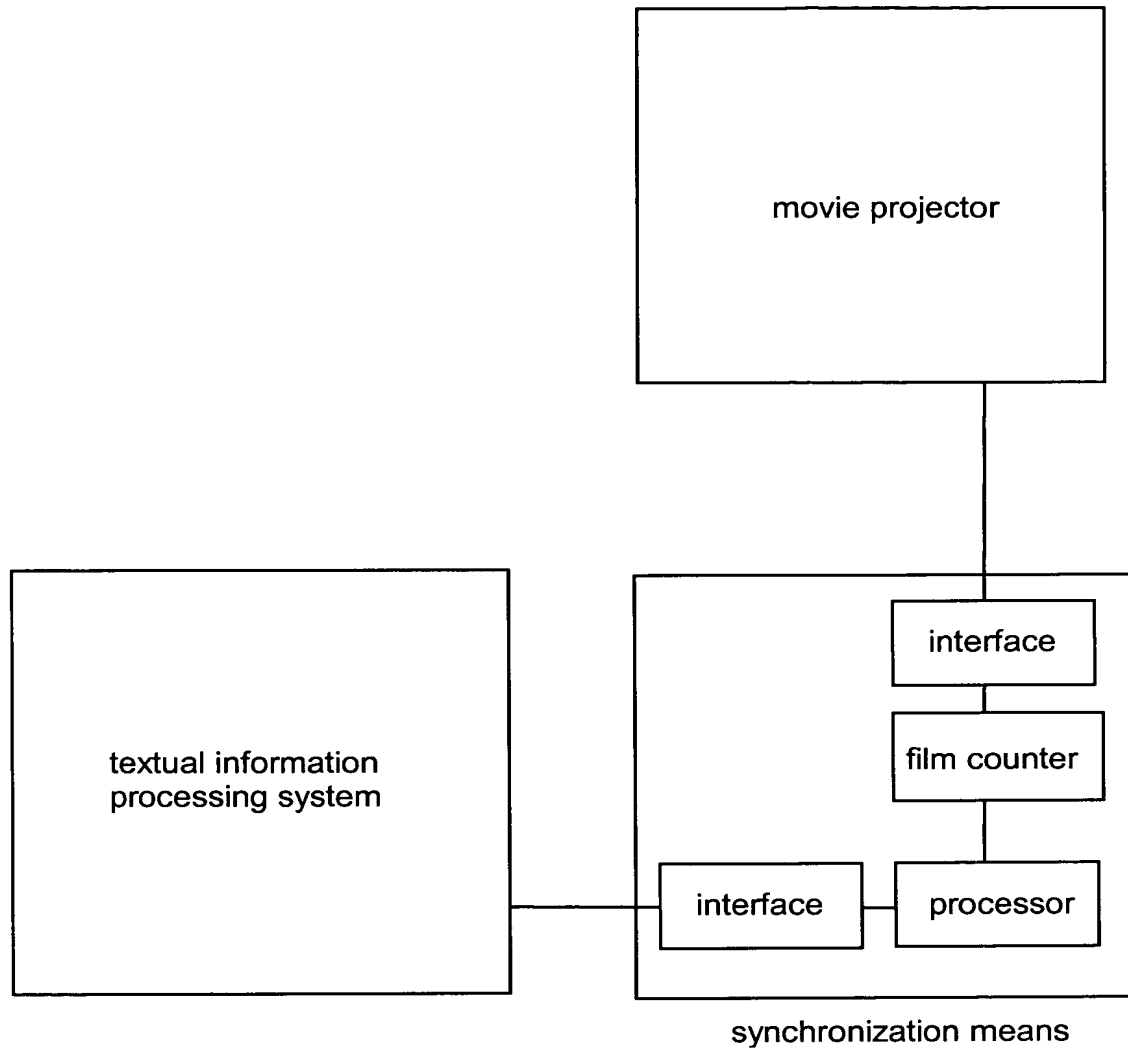 movie projector
interface
film counter
textual information
processing system
interface
processor
synchronization means